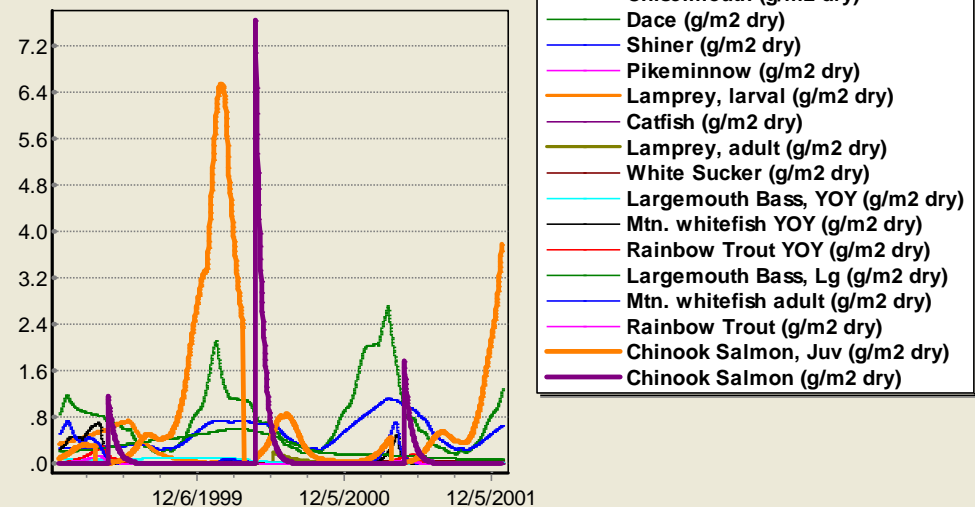 7.2
6.4
5.6
4.8
4.0
3.2
2.4
1.6
.8
.0
12/6/1999
12/5/2000
12/5/2001
Dace (g/m2 dry)
Shiner (g/m2 dry)
Pikeminnow (g/m2 dry)
Lamprey, larval (g/m2 dry)
Catfish (g/m2 dry)
Lamprey, adult (g/m2 dry)
White Sucker (g/m2 dry)
Largemouth Bass, YOY (g/m2 dry)
Mtn. whitefish YOY (g/m2 dry)
Rainbow Trout YOY (g/m2 dry)
Largemouth Bass, Lg (g/m2 dry)
Mtn. whitefish adult (g/m2 dry)
Rainbow Trout (g/m2 dry)
Chinook Salmon, Juv (g/m2 dry)
Chinook Salmon (g/m2 dry)